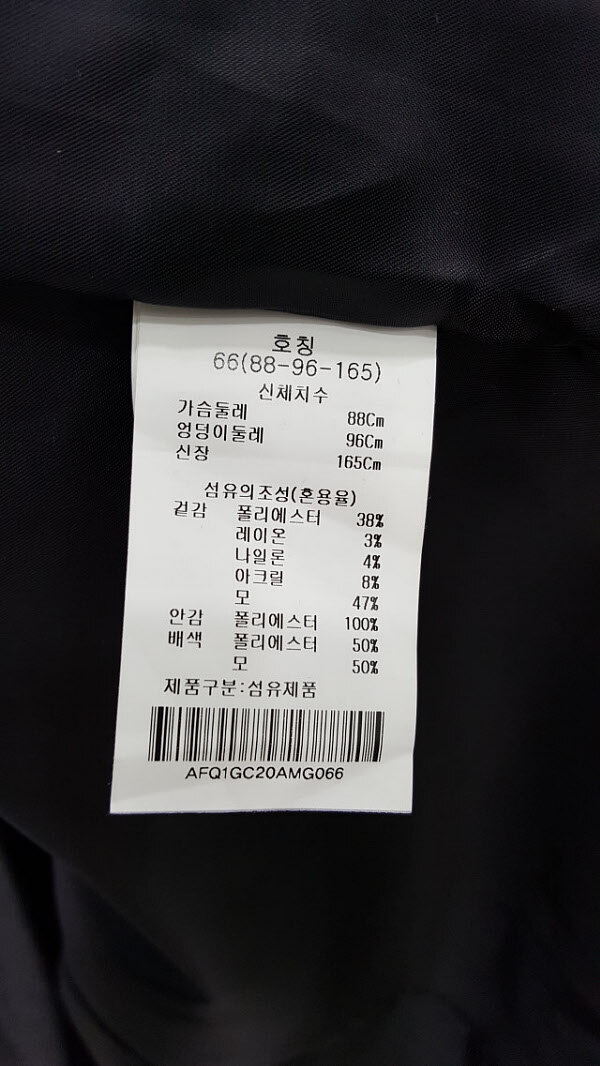 호칭
66(88-96-165)
신체치수
가슴둘레 88Cm
엉덩이둘레 96Cm
신장 165Cm
섬유의조성(혼용율)
겉감 폴리에스터 38%
레이온 3%
나일론 4%
아크릴 8%
모 47%
안감 폴리에스터 100%
배색 폴리에스터 50%
모 50%
제품구분:섬유제품
AFQ1GC20AMG066